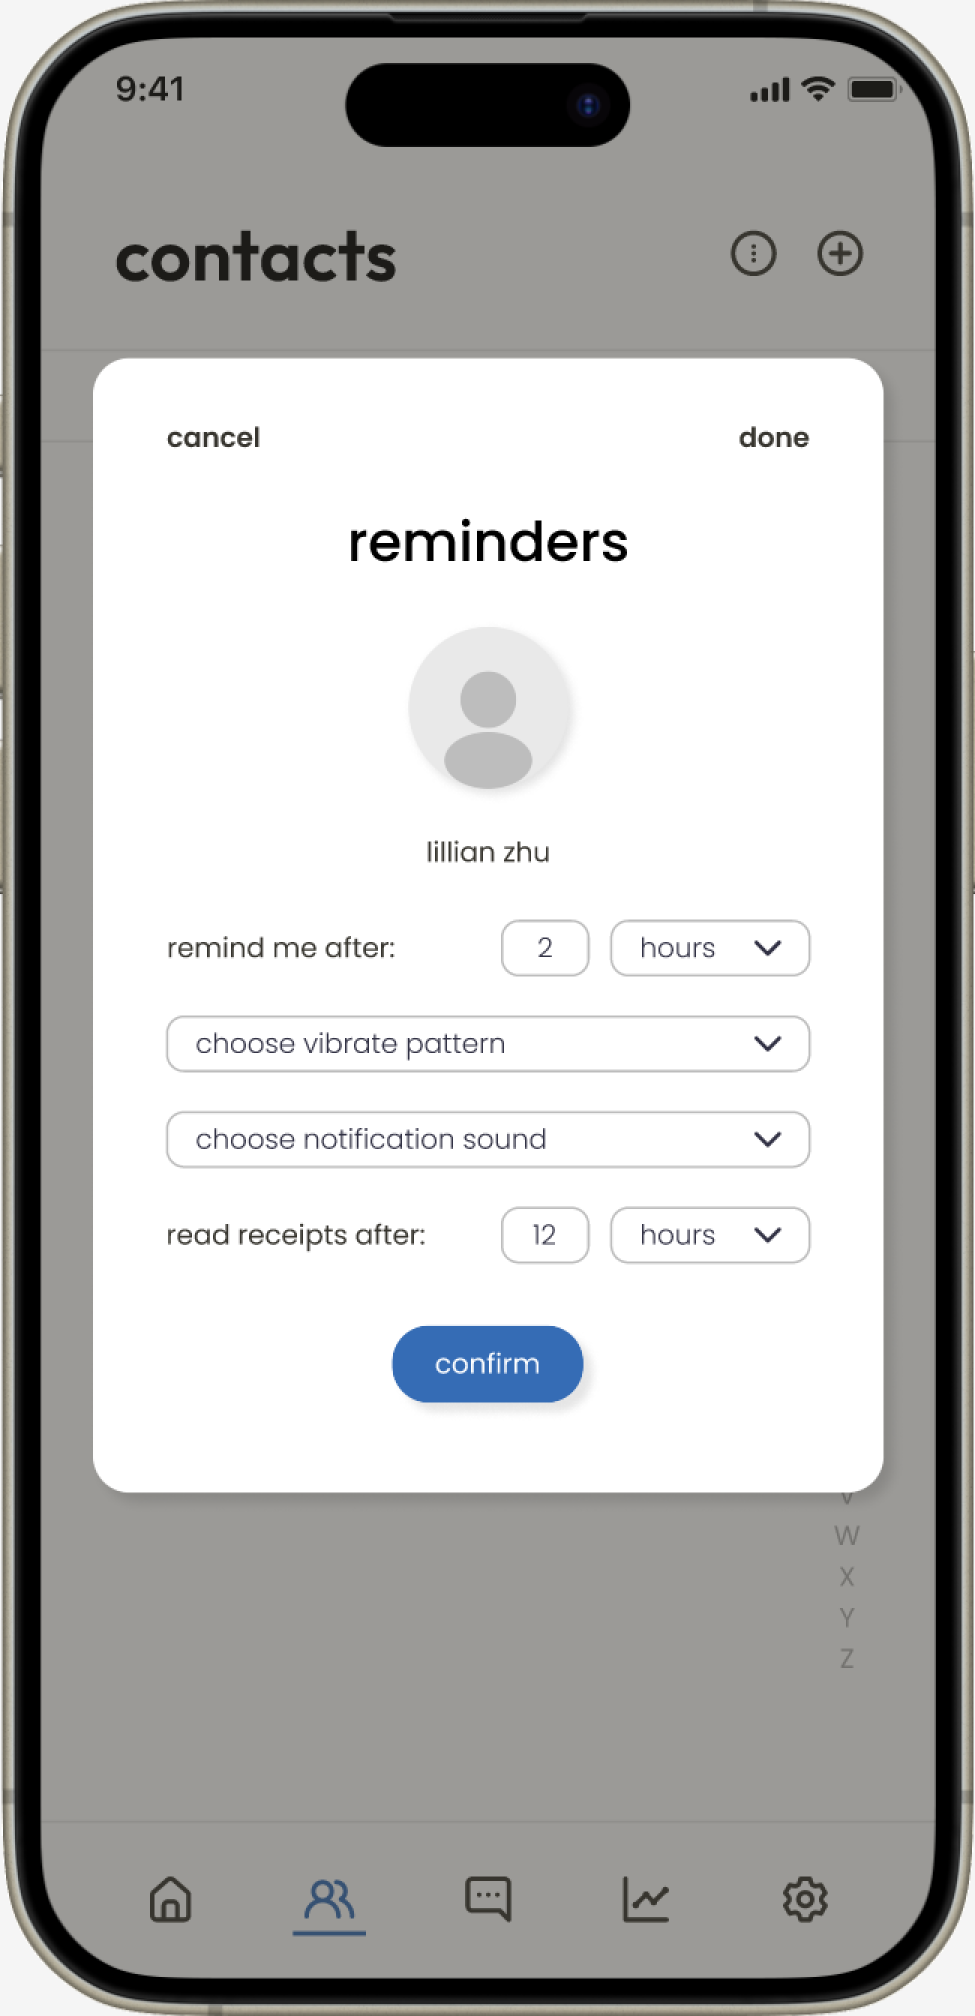 9:41
contacts
cancel done
reminders
lillian zhu
remind me after: 2 hours
choose vibrate pattern
choose notification sound
read receipts after: 12 hours
confirm
V
W
X
Y
Z